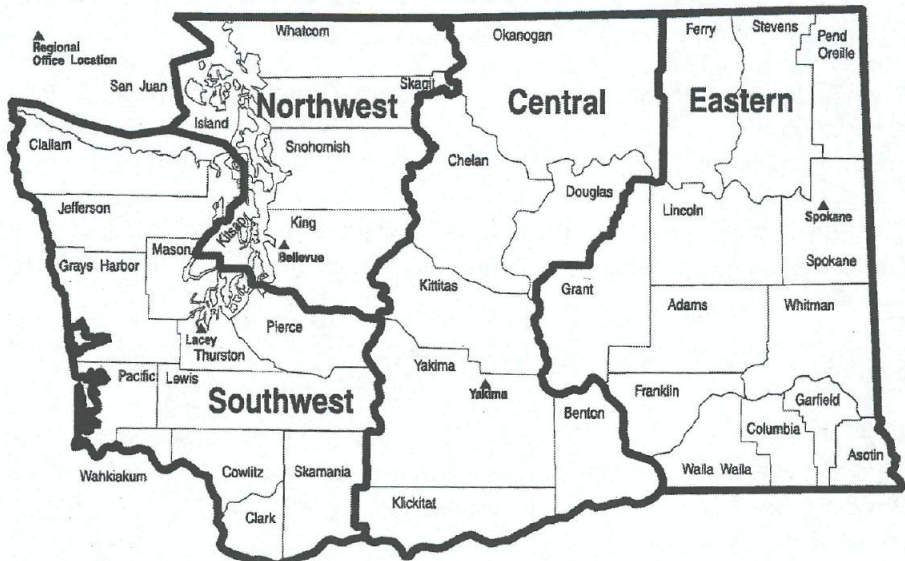 ▲ Regional
Office Location
Whatcom
Okanogan
Ferry
Stevens
Pend
Oreille
San Juan
Skagit
Northwest
Central
Eastern
Island
Clallam
Snohomish
Chelan
Douglas
Jefferson
Lincoln
Spokane
King
Kitsap
Mason
Bellevue
Grays Harbor
Spokane
Kittitas
Grant
Adams
Whitman
Lacey
Thurston
Pierce
Pacific
Lewis
Yakima
Yakima
Franklin
Garfield
Southwest
Benton
Columbia
Asotin
Walla Walla
Wahkiakum
Cowlitz
Skamania
Klickitat
Clark